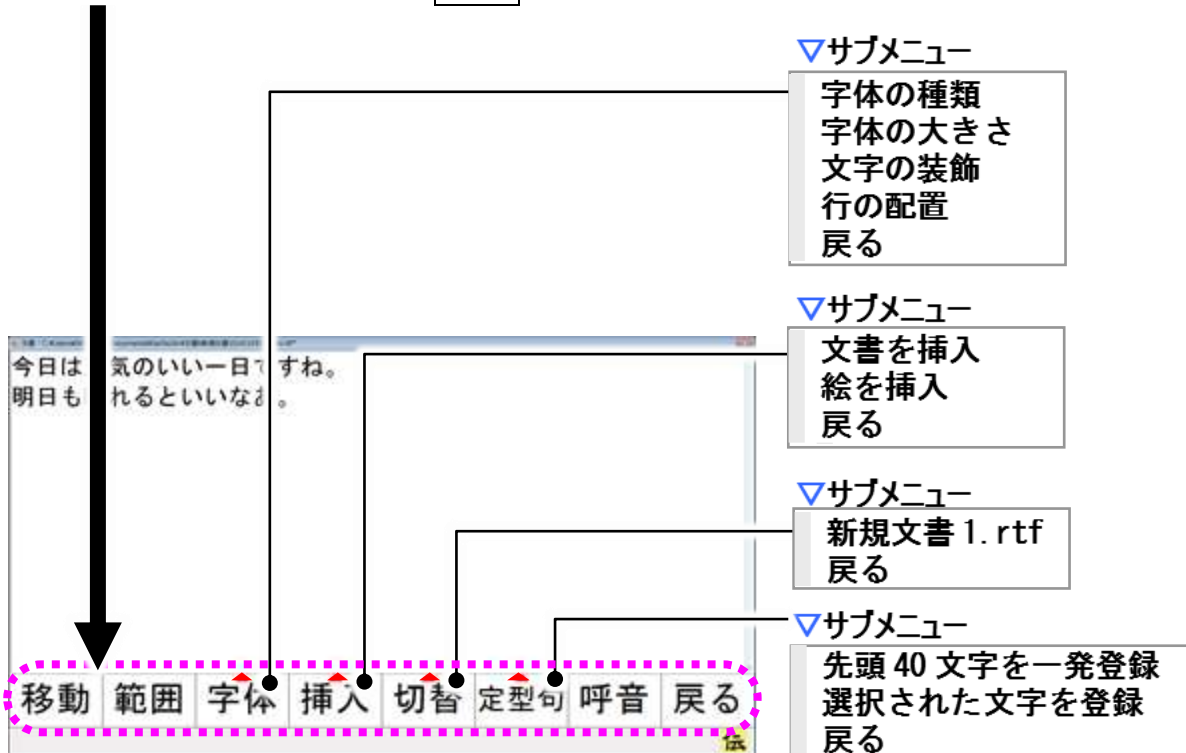 ▽サブメニュー
字体の種類
字体の大きさ
文字の装飾
行の配置
戻る
▽サブメニュー
文書を挿入
絵を挿入
戻る
今日は 気のいい一日で すね。
明日も れるといいなあ。
▽サブメニュー
新規文書1.rtf
戻る
▽サブメニュー
先頭40文字を一発登録
選択された文字を登録
戻る
移動 範囲 字体 挿入 切替 定型句 呼音 戻る
伝